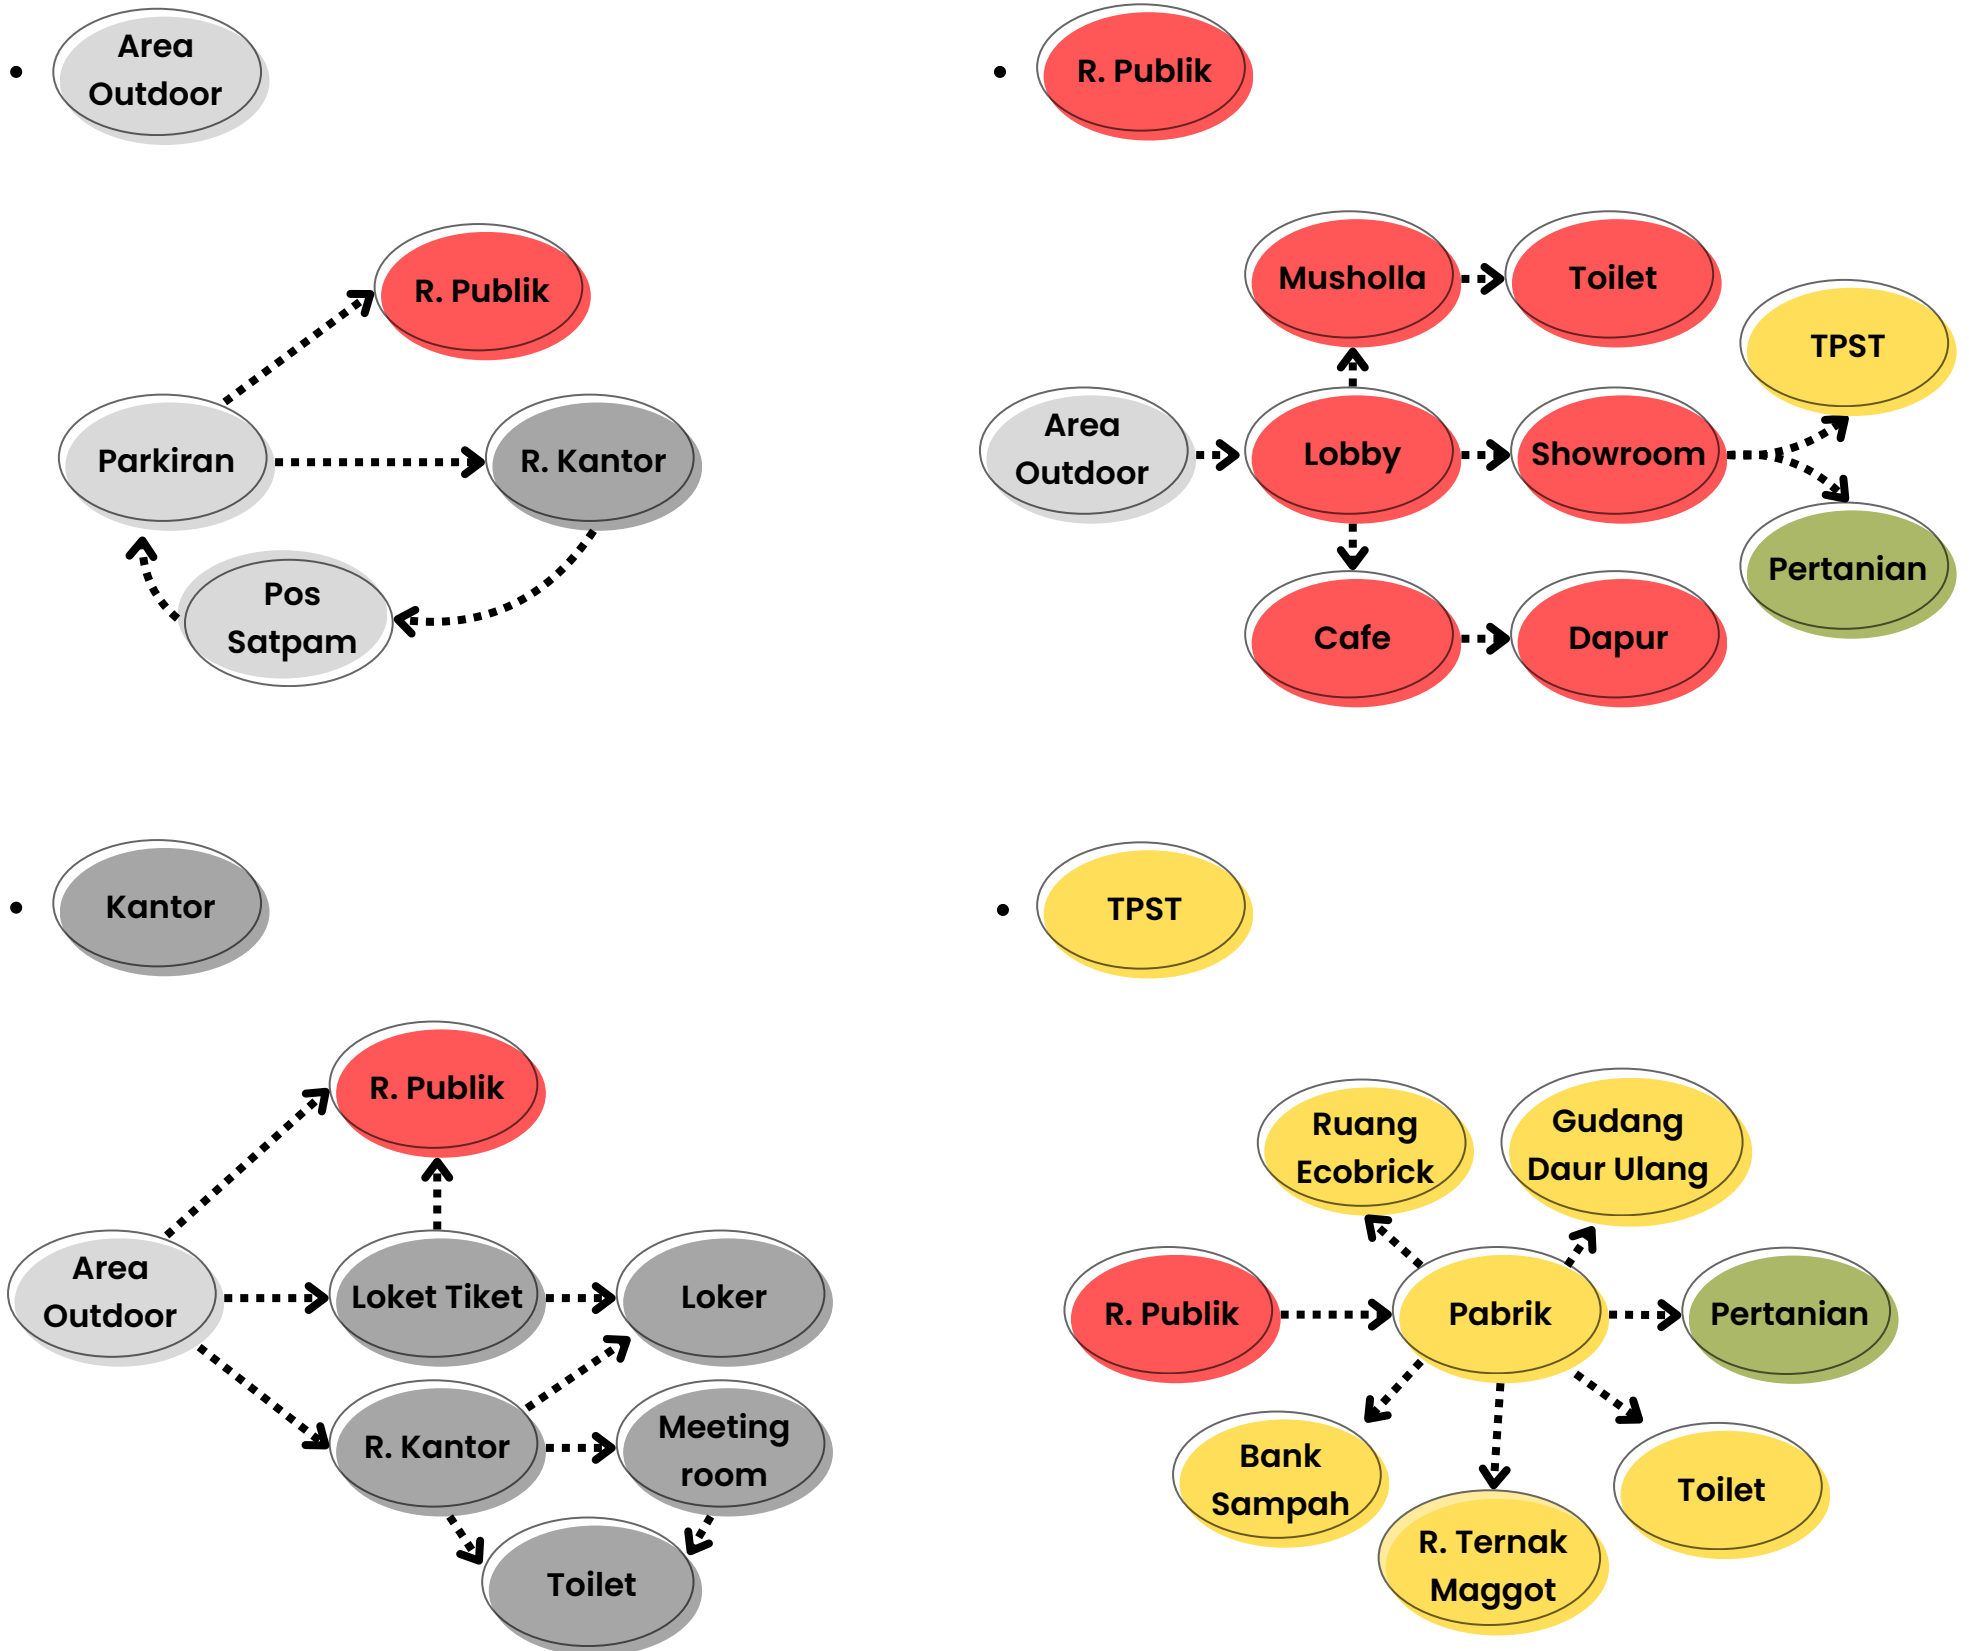 Area
Outdoor
R. Publik
Parkiran
R. Kantor
Pos
Satpam
R. Publik
Musholla
Toilet
TPST
Area
Outdoor
Lobby
Showroom
Pertanian
Cafe
Dapur
Kantor
R. Publik
Area
Outdoor
Loket Tiket
Loker
R. Kantor
Meeting
room
Toilet
TPST
Ruang
Ecobrick
Gudang
Daur Ulang
R. Publik
Pabrik
Pertanian
Bank
Sampah
R. Ternak
Maggot
Toilet